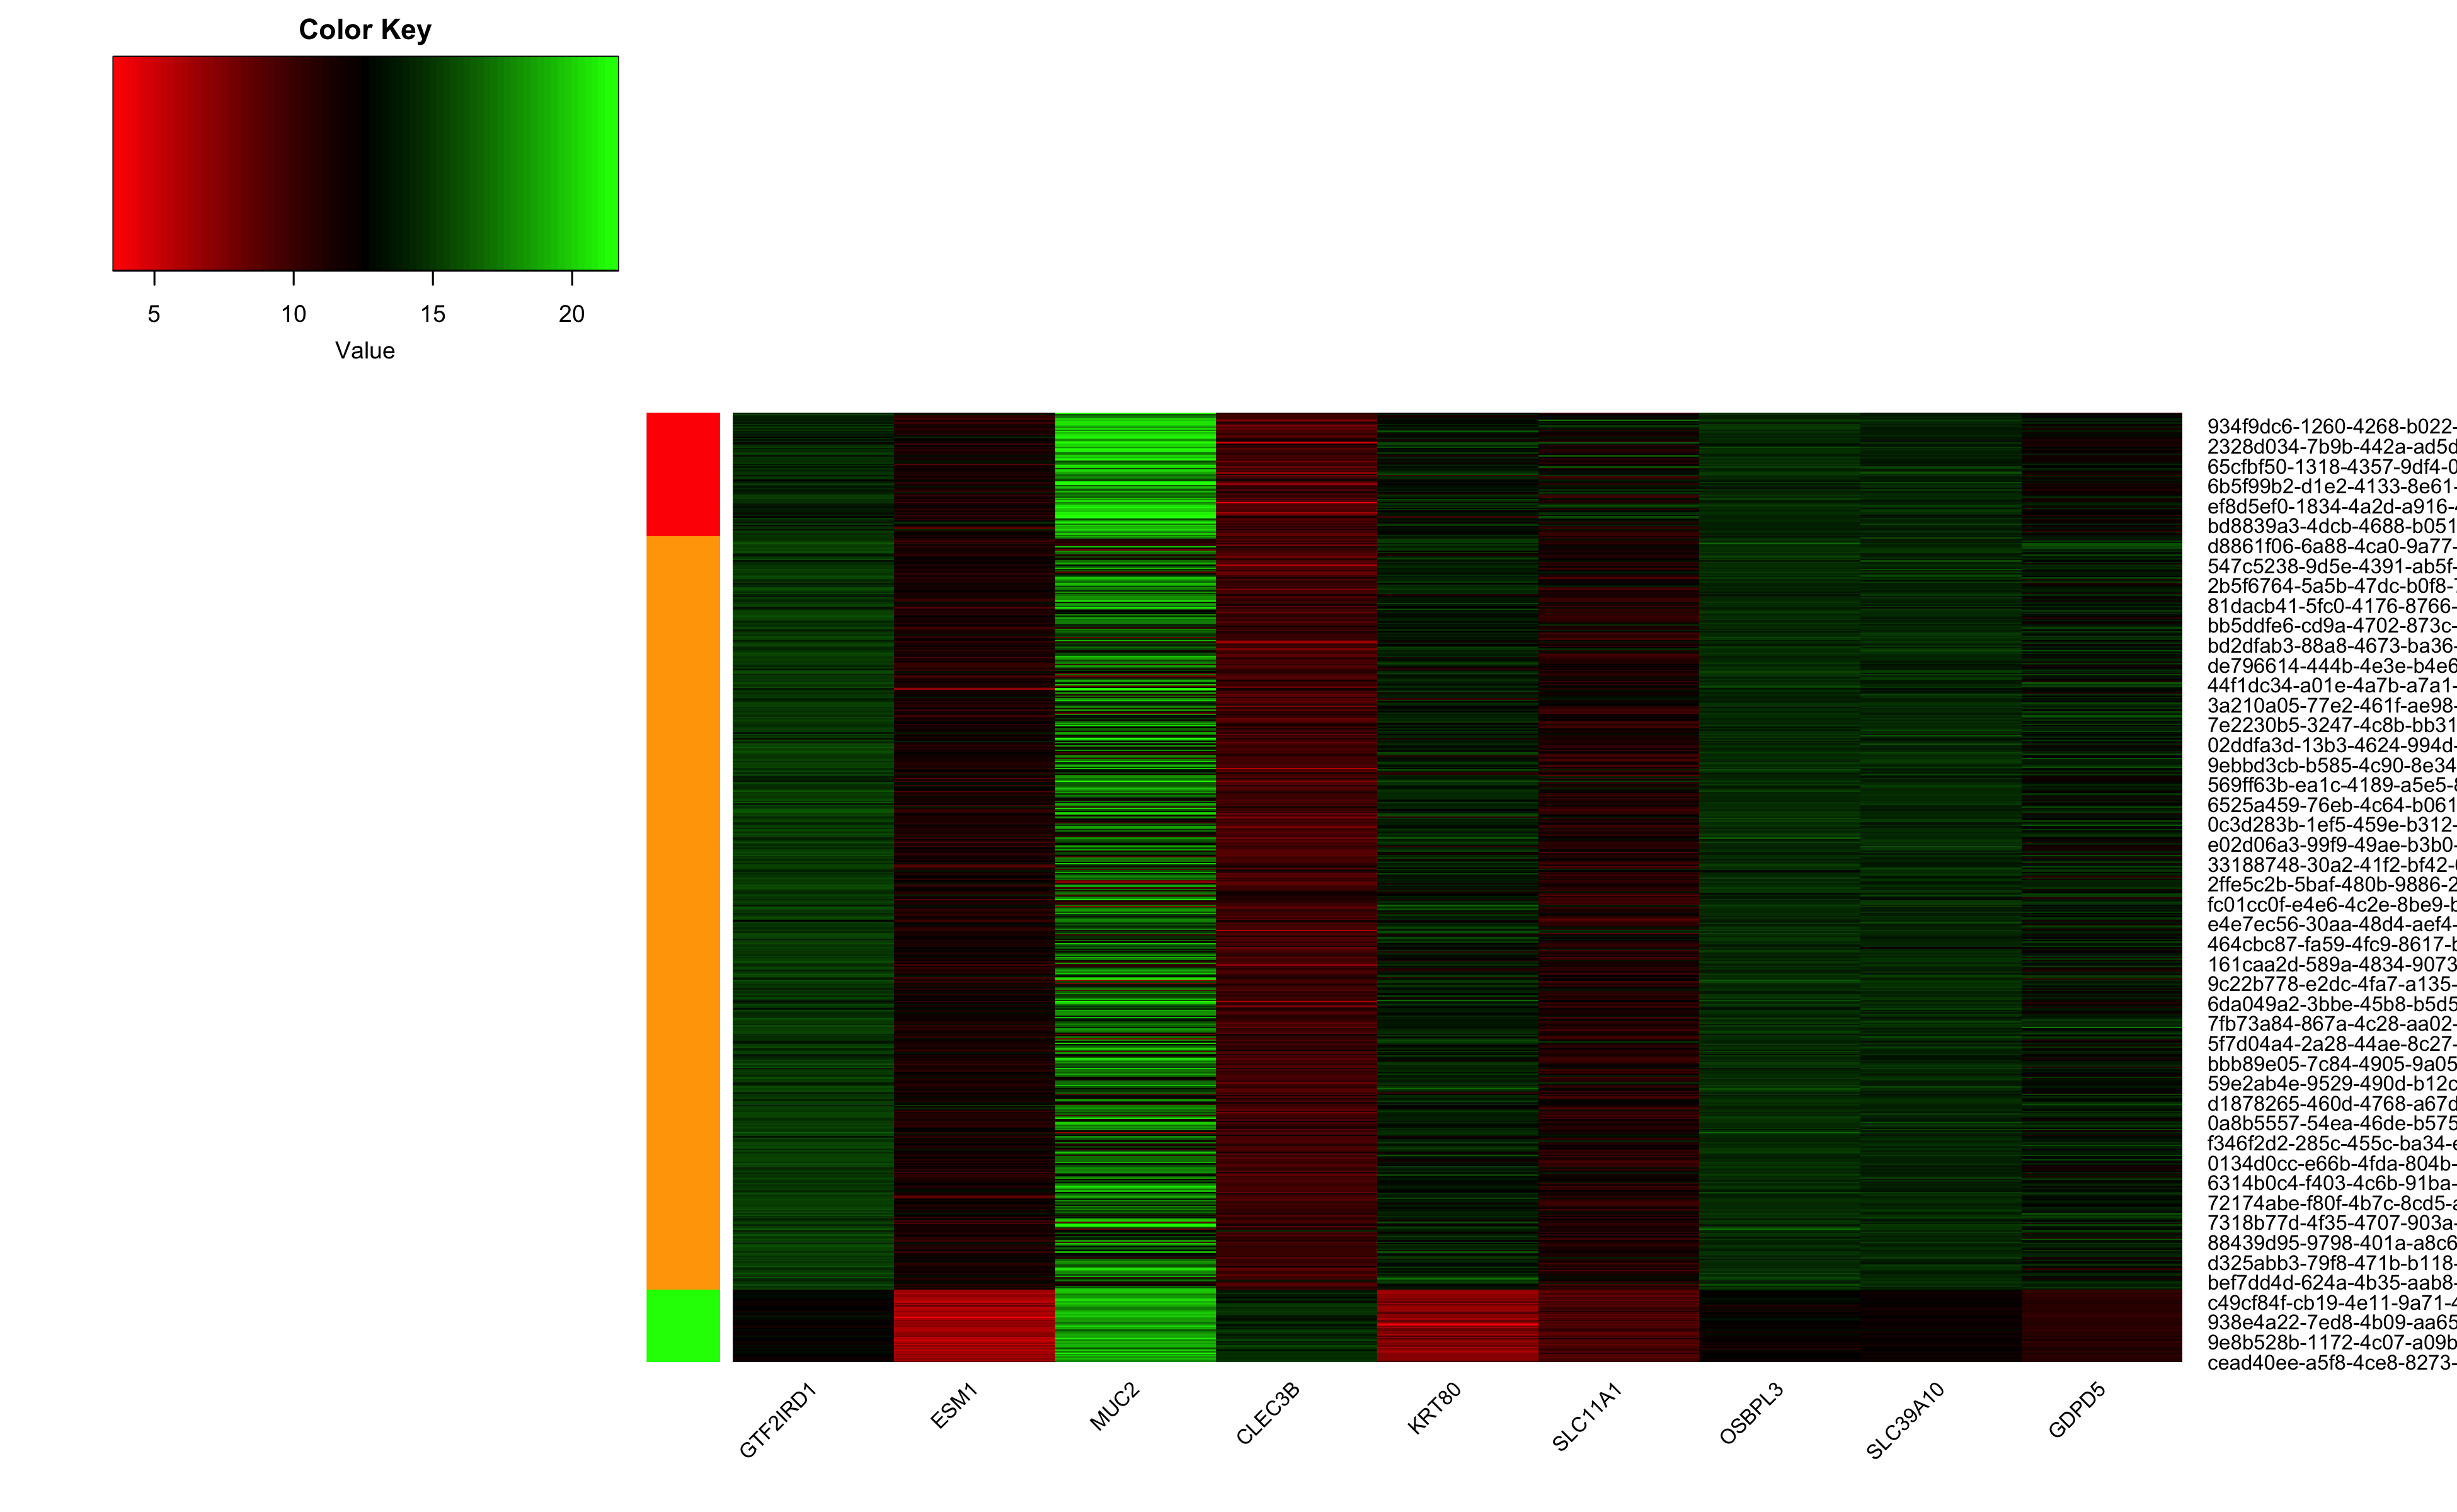 Color Key
5 10 15 20
Value
934f9dc6-1260-4268-b022-
2328d034-7b9b-442a-ad5d
65cfbf50-1318-4357-9df4-0
6b5f99b2-d1e2-4133-8e61-
ef8d5ef0-1834-4a2d-a916-
bd8839a3-4dcb-4688-b051
d8861f06-6a88-4ca0-9a77-
547c5238-9d5e-4391-ab5f-
2b5f6764-5a5b-47dc-b0f8-
81dacb41-5fc0-4176-8766-
bb5ddfe6-cd9a-4702-873c-
bd2dfab3-88a8-4673-ba36-
de796614-444b-4e3e-b4e6
44f1dc34-a01e-4a7b-a7a1-
3a210a05-77e2-461f-ae98-
7e2230b5-3247-4c8b-bb31
02ddfa3d-13b3-4624-994d-
9ebbd3cb-b585-4c90-8e34
569ff63b-ea1c-4189-a5e5-8
6525a459-76eb-4c64-b061
0c3d283b-1ef5-459e-b312-
e02d06a3-99f9-49ae-b3b0-
33188748-30a2-41f2-bf42-
2ffe5c2b-5baf-480b-9886-2
fc01cc0f-e4e6-4c2e-8be9-b
e4e7ec56-30aa-48d4-aef4-
464cbc87-fa59-4fc9-8617-b
161caa2d-589a-4834-9073
9c22b778-e2dc-4fa7-a135-
6da049a2-3bbe-45b8-b5d5
7fb73a84-867a-4c28-aa02-
5f7d04a4-2a28-44ae-8c27-
bbb89e05-7c84-4905-9a05
59e2ab4e-9529-490d-b12c
d1878265-460d-4768-a67d
0a8b5557-54ea-46de-b575
f346f2d2-285c-455c-ba34-e
0134d0cc-e66b-4fda-804b-
6314b0c4-f403-4c6b-91ba-
72174abe-f80f-4b7c-8cd5-a
7318b77d-4f35-4707-903a-
88439d95-9798-401a-a8c6
d325abb3-79f8-471b-b118-
bef7dd4d-624a-4b35-aab8-
c49cf84f-cb19-4e11-9a71-4
938e4a22-7ed8-4b09-aa65
9e8b528b-1172-4c07-a09b
cead40ee-a5f8-4ce8-8273-
GTF2IRD1 ESM1 MUC2 CLEC3B KRT80 SLC11A1 OSBPL3 SLC39A10 GDPD5